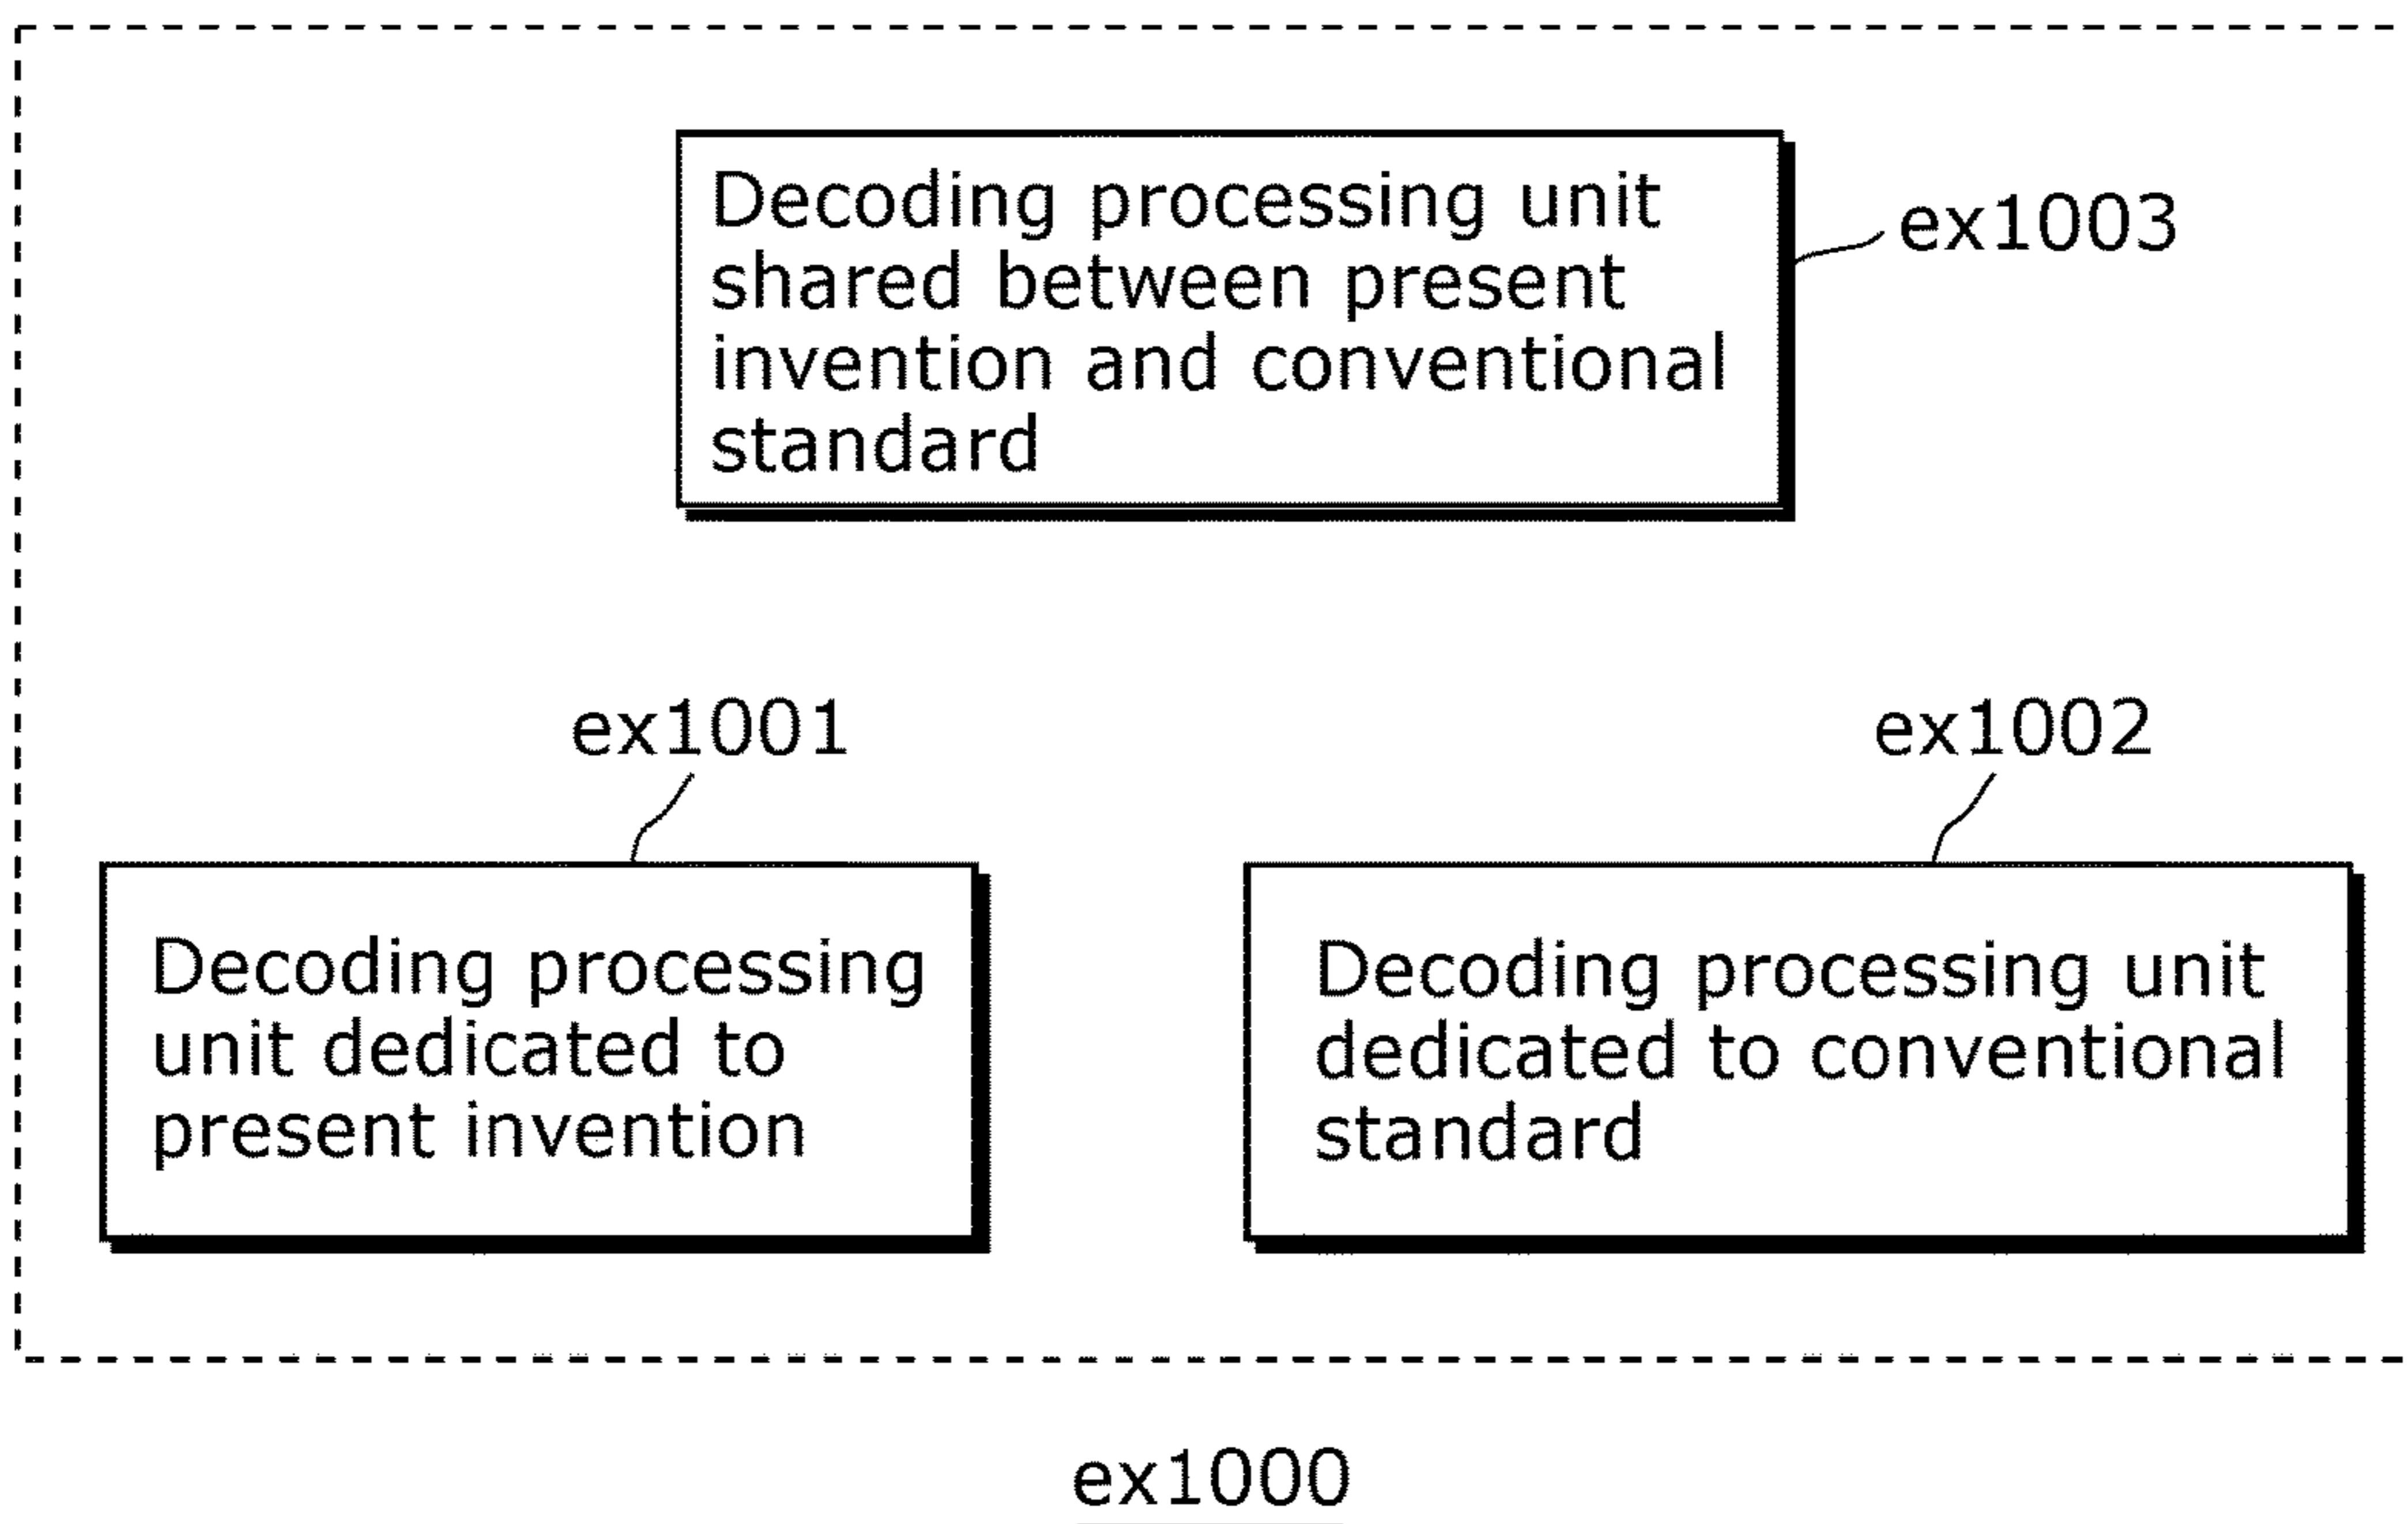 Decoding processing unit
shared between present
invention and conventional
standard
ex1003
ex1001
ex1002
Decoding processing
unit dedicated to
present invention
Decoding processing unit
dedicated to conventional
standard
ex1000